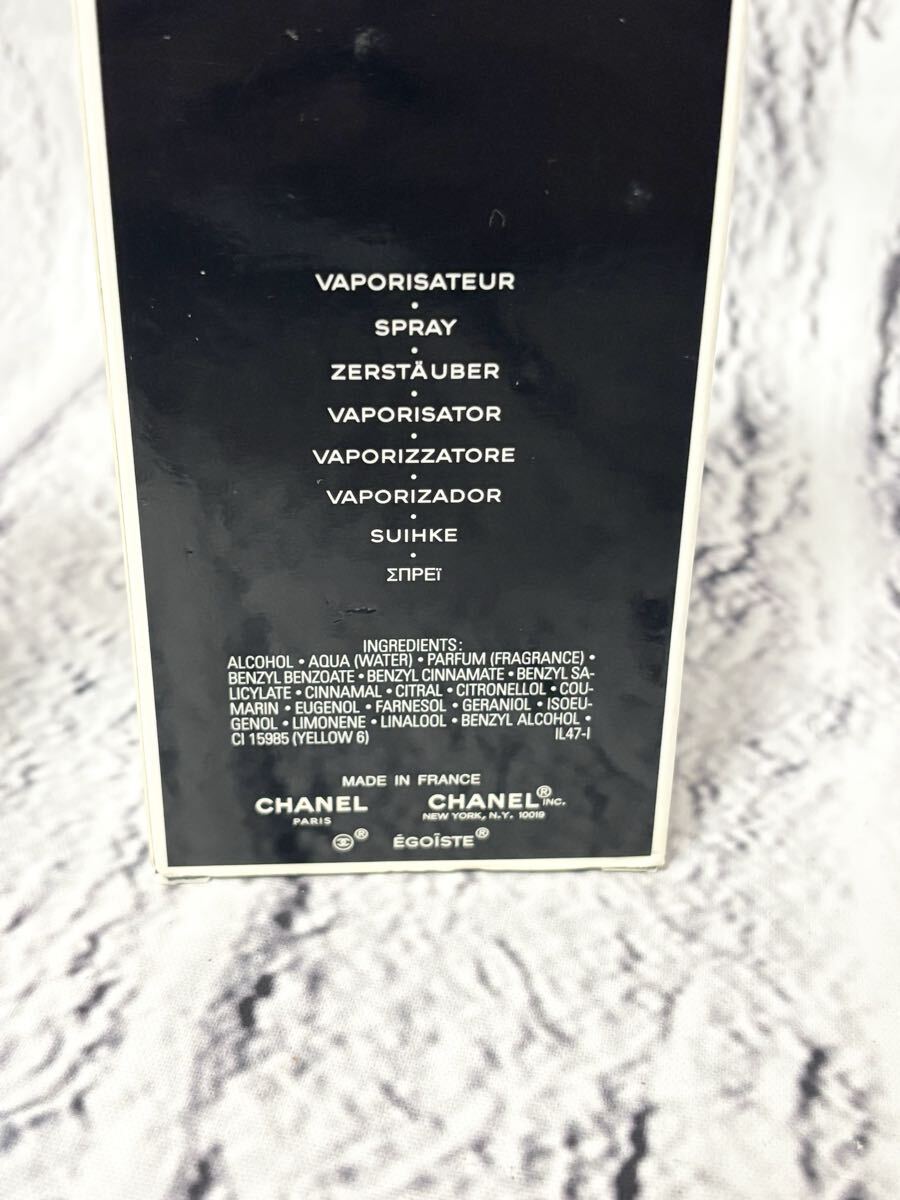 VAPORISATEUR
•
SPRAY
•
ZERSTÄUBER
•
VAPORISATOR
•
VAPORIZZATORE
•
VAPORIZADOR
•
SUIHKE
•
ΣΠΡΕΪ
INGREDIENTS:
ALCOHOL • AQUA (WATER) • PARFUM (FRAGRANCE) •
BENZYL BENZOATE • BENZYL CINNAMATE • BENZYL SA-
LICYLATE • CINNAMAL • CITRAL • CITRONELLOL • COU-
MARIN • EUGENOL • FARNESOL • GERANIOL • ISOEU-
GENOL • LIMONENE • LINALOOL • BENZYL ALCOHOL •
CI 15985 (YELLOW 6) IL47-I
MADE IN FRANCE
CHANEL CHANEL® INC.
PARIS NEW YORK, N.Y. 10019
® ÉGOÏSTE®